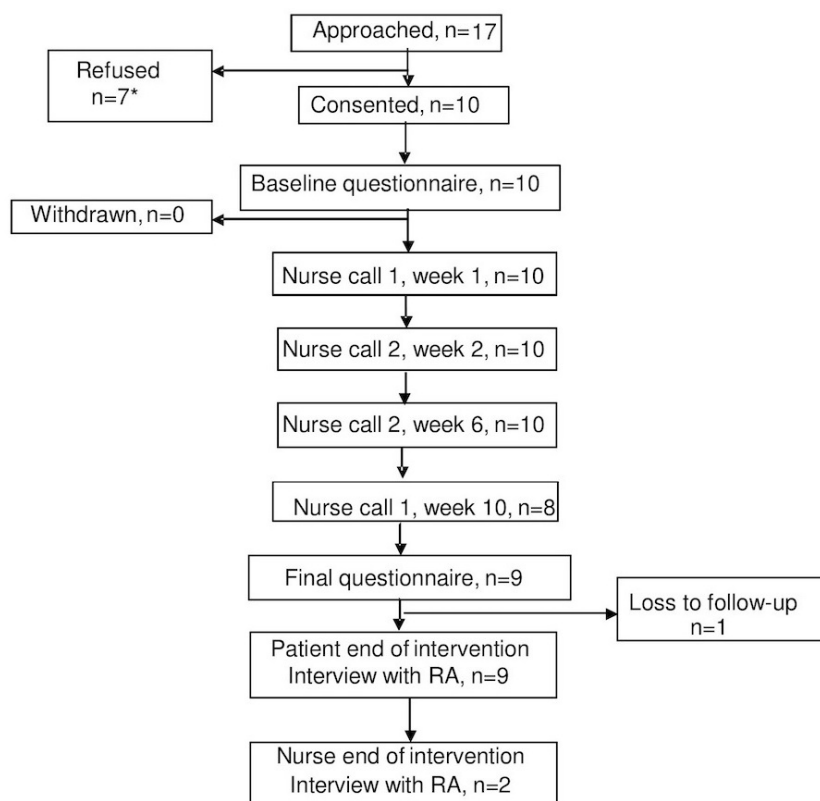 Approached, n=17
Refused
n=7*
Consented, n=10
Baseline questionnaire, n=10
Withdrawn, n=0
Nurse call 1, week 1, n=10
Nurse call 2, week 2, n=10
Nurse call 2, week 6, n=10
Nurse call 1, week 10, n=8
Final questionnaire, n=9
Loss to follow-up
n=1
Patient end of intervention
Interview with RA, n=9
Nurse end of intervention
Interview with RA, n=2